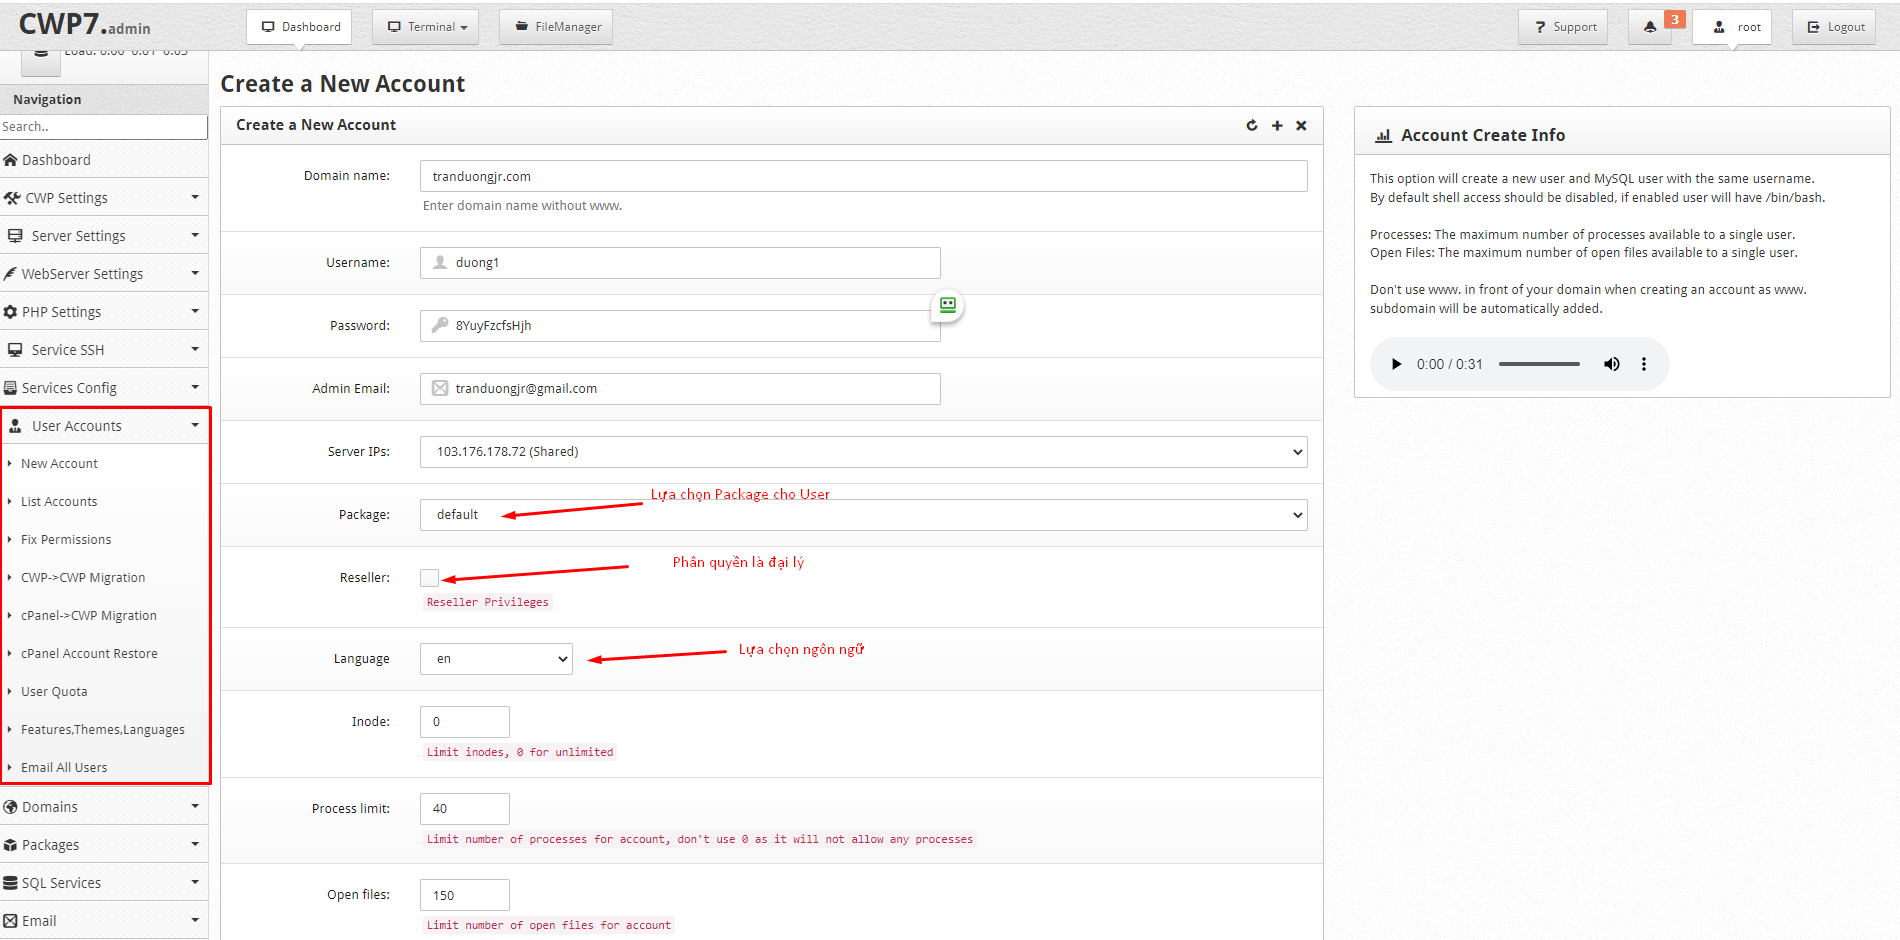 CWP7.admin
Dashboard
Terminal
FileManager
? Support
3
root
Logout
Load: 0.00 0.01 0.05
Navigation
Search..
Dashboard
CWP Settings
Server Settings
WebServer Settings
PHP Settings
Service SSH
Services Config
User Accounts
New Account
List Accounts
Fix Permissions
CWP->CWP Migration
cPanel->CWP Migration
cPanel Account Restore
User Quota
Features,Themes,Languages
Email All Users
Domains
Packages
SQL Services
Email
Create a New Account
Create a New Account
Domain name: tranduongjr.com
Enter domain name without www.
Username: duong1
Password: 8YuyFzcfsHjh
Admin Email: tranduongjr@gmail.com
Server IPs: 103.176.178.72 (Shared)
Lựa chọn Package cho User
Package: default
Phân quyền là đại lý
Reseller:
Reseller Privileges
Lựa chọn ngôn ngữ
Language en
Inode: 0
Limit inodes, 0 for unlimited
Process limit: 40
Limit number of processes for account, don't use 0 as it will not allow any processes
Open files: 150
Limit number of open files for account
Account Create Info
This option will create a new user and MySQL user with the same username.
By default shell access should be disabled, if enabled user will have /bin/bash.
Processes: The maximum number of processes available to a single user.
Open Files: The maximum number of open files available to a single user.
Don't use www. in front of your domain when creating an account as www.
subdomain will be automatically added.
0:00 / 0:31